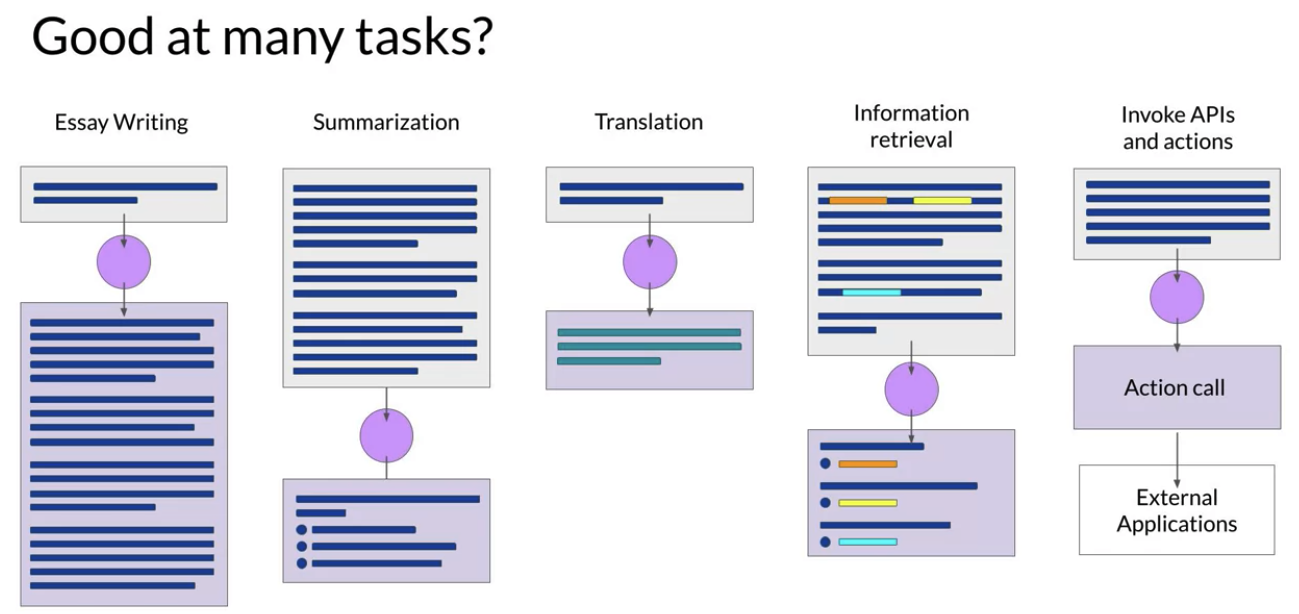 Good at many tasks?
Essay Writing
Summarization
Translation
Information
retrieval
Invoke APIs
and actions
Action call
External
Applications